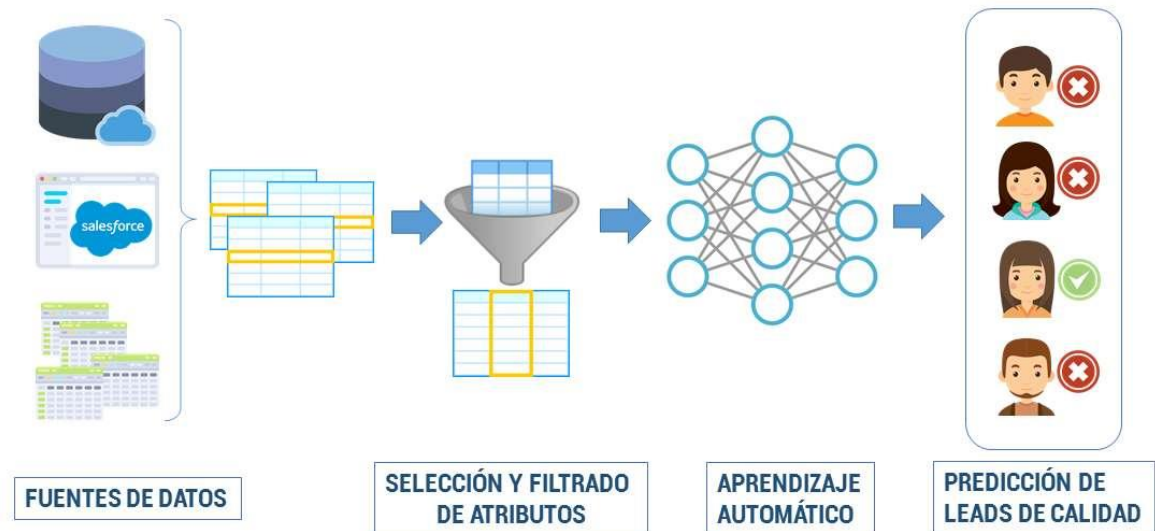 salesforce
FUENTES DE DATOS
SELECCIÓN Y FILTRADO
DE ATRIBUTOS
APRENDIZAJE
AUTOMÁTICO
PREDICCIÓN DE
LEADS DE CALIDAD